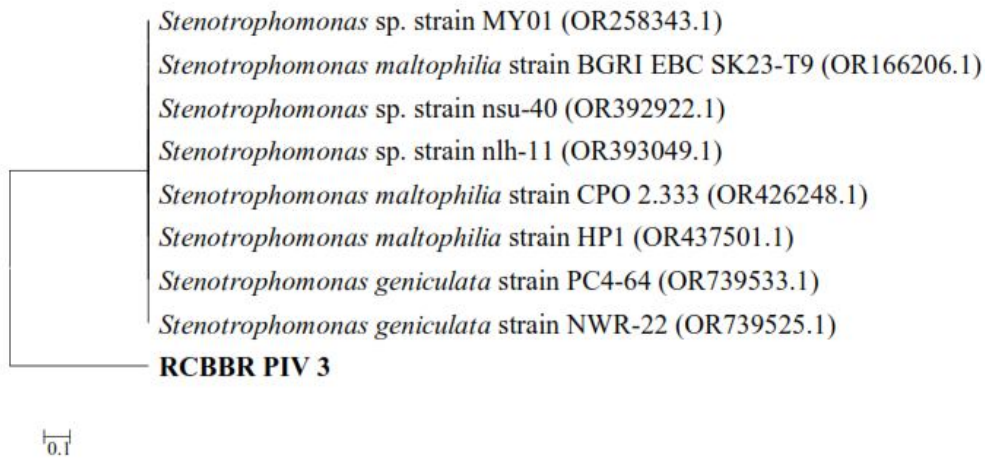 Stenotrophomonas sp. strain MY01 (OR258343.1)
Stenotrophomonas maltophilia strain BGRI EBC SK23-T9 (OR166206.1)
Stenotrophomonas sp. strain nsu-40 (OR392922.1)
Stenotrophomonas sp. strain nlh-11 (OR393049.1)
Stenotrophomonas maltophilia strain CPO 2.333 (OR426248.1)
Stenotrophomonas maltophilia strain HP1 (OR437501.1)
Stenotrophomonas geniculata strain PC4-64 (OR739533.1)
Stenotrophomonas geniculata strain NWR-22 (OR739525.1)
RCBBR PIV 3
0.1